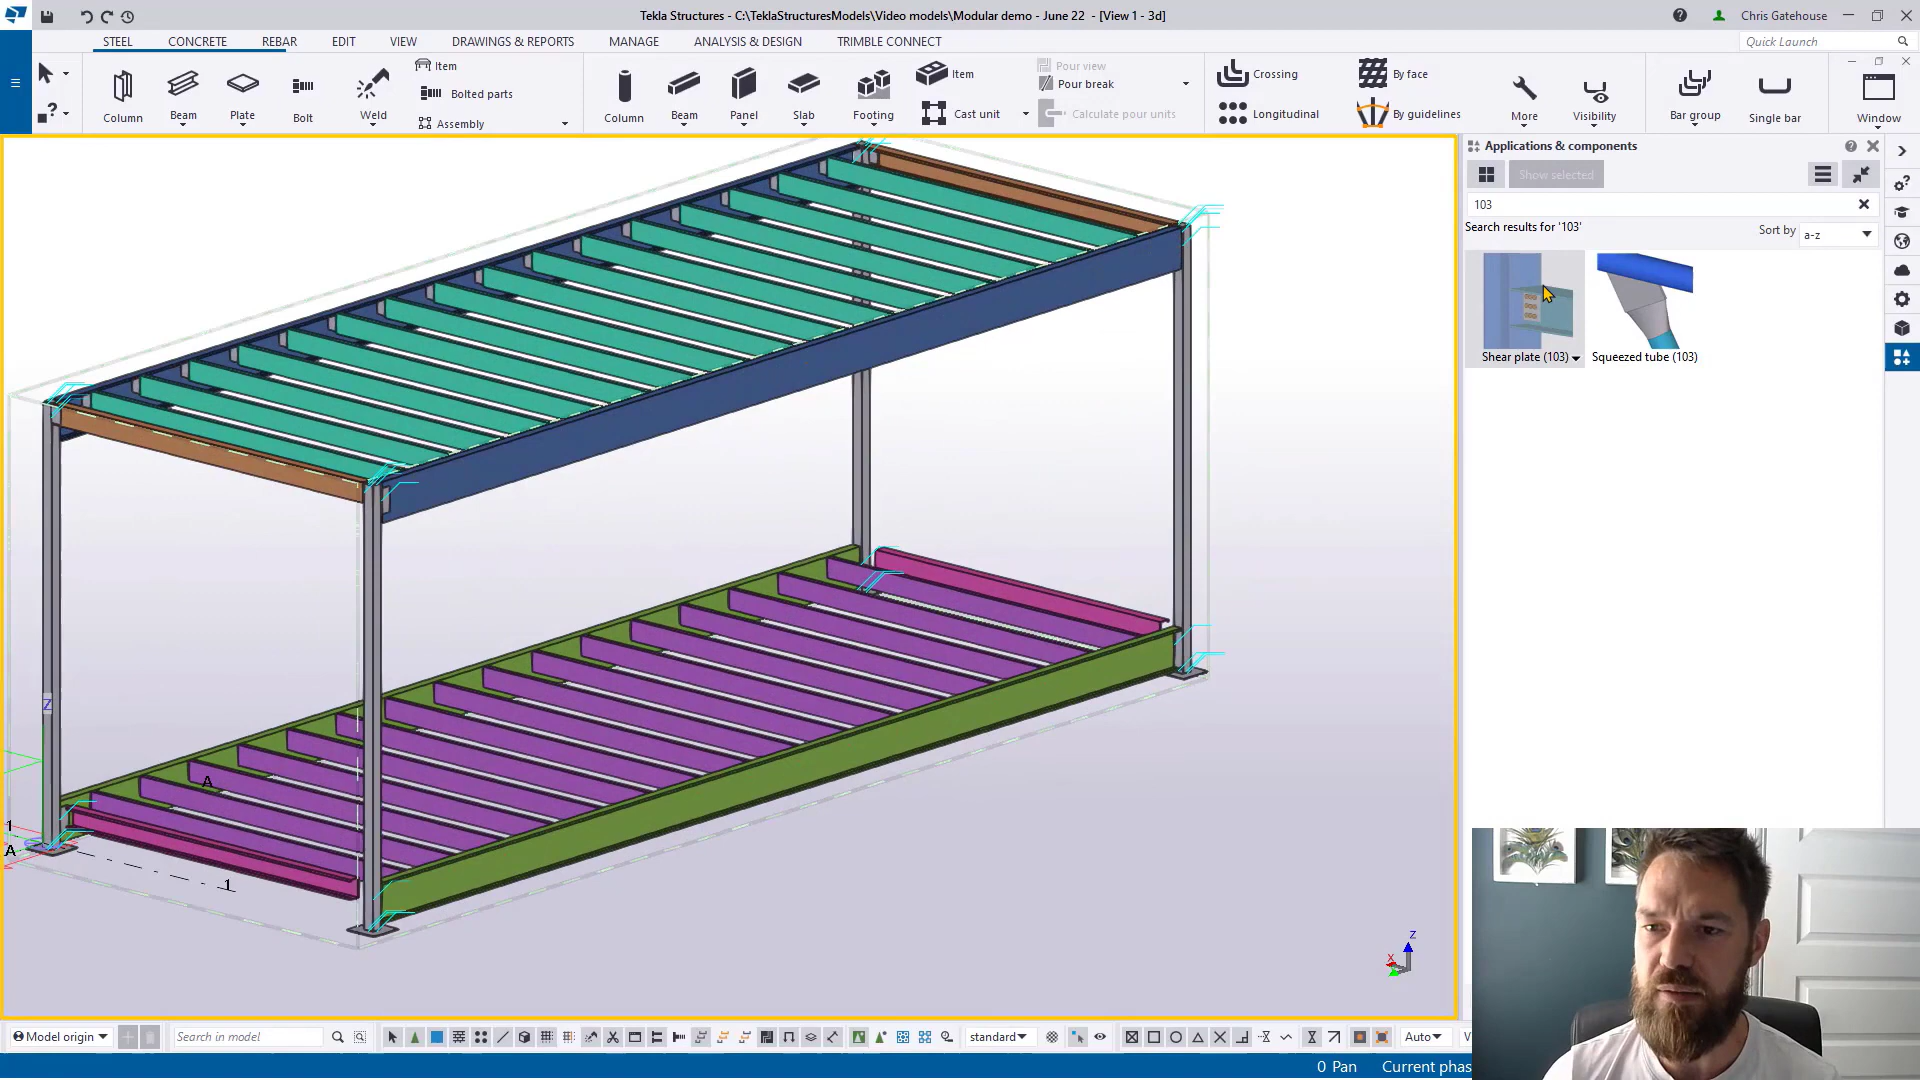 Tekla Structures - C:\TeklaStructuresModels\Video models\Modular demo - June 22 - [View 1 - 3d]
Chris Gatehouse
STEEL CONCRETE REBAR EDIT VIEW DRAWINGS & REPORTS MANAGE ANALYSIS & DESIGN TRIMBLE CONNECT
Quick Launch
Item
Bolted parts
Assembly
Column Beam Plate Bolt Weld
Column Beam Panel Slab Footing
Item
Cast unit
Pour view
Pour break
Calculate pour units
Crossing
Longitudinal
By face
By guidelines
More Visibility
Bar group Single bar
Window
Applications & components
Show selected
103
Search results for '103'
Sort by a-z
Shear plate (103) Squeezed tube (103)
Z
A
1
A
1
Z
X
Model origin
Search in model
standard
Auto
V
0 Pan Current phas